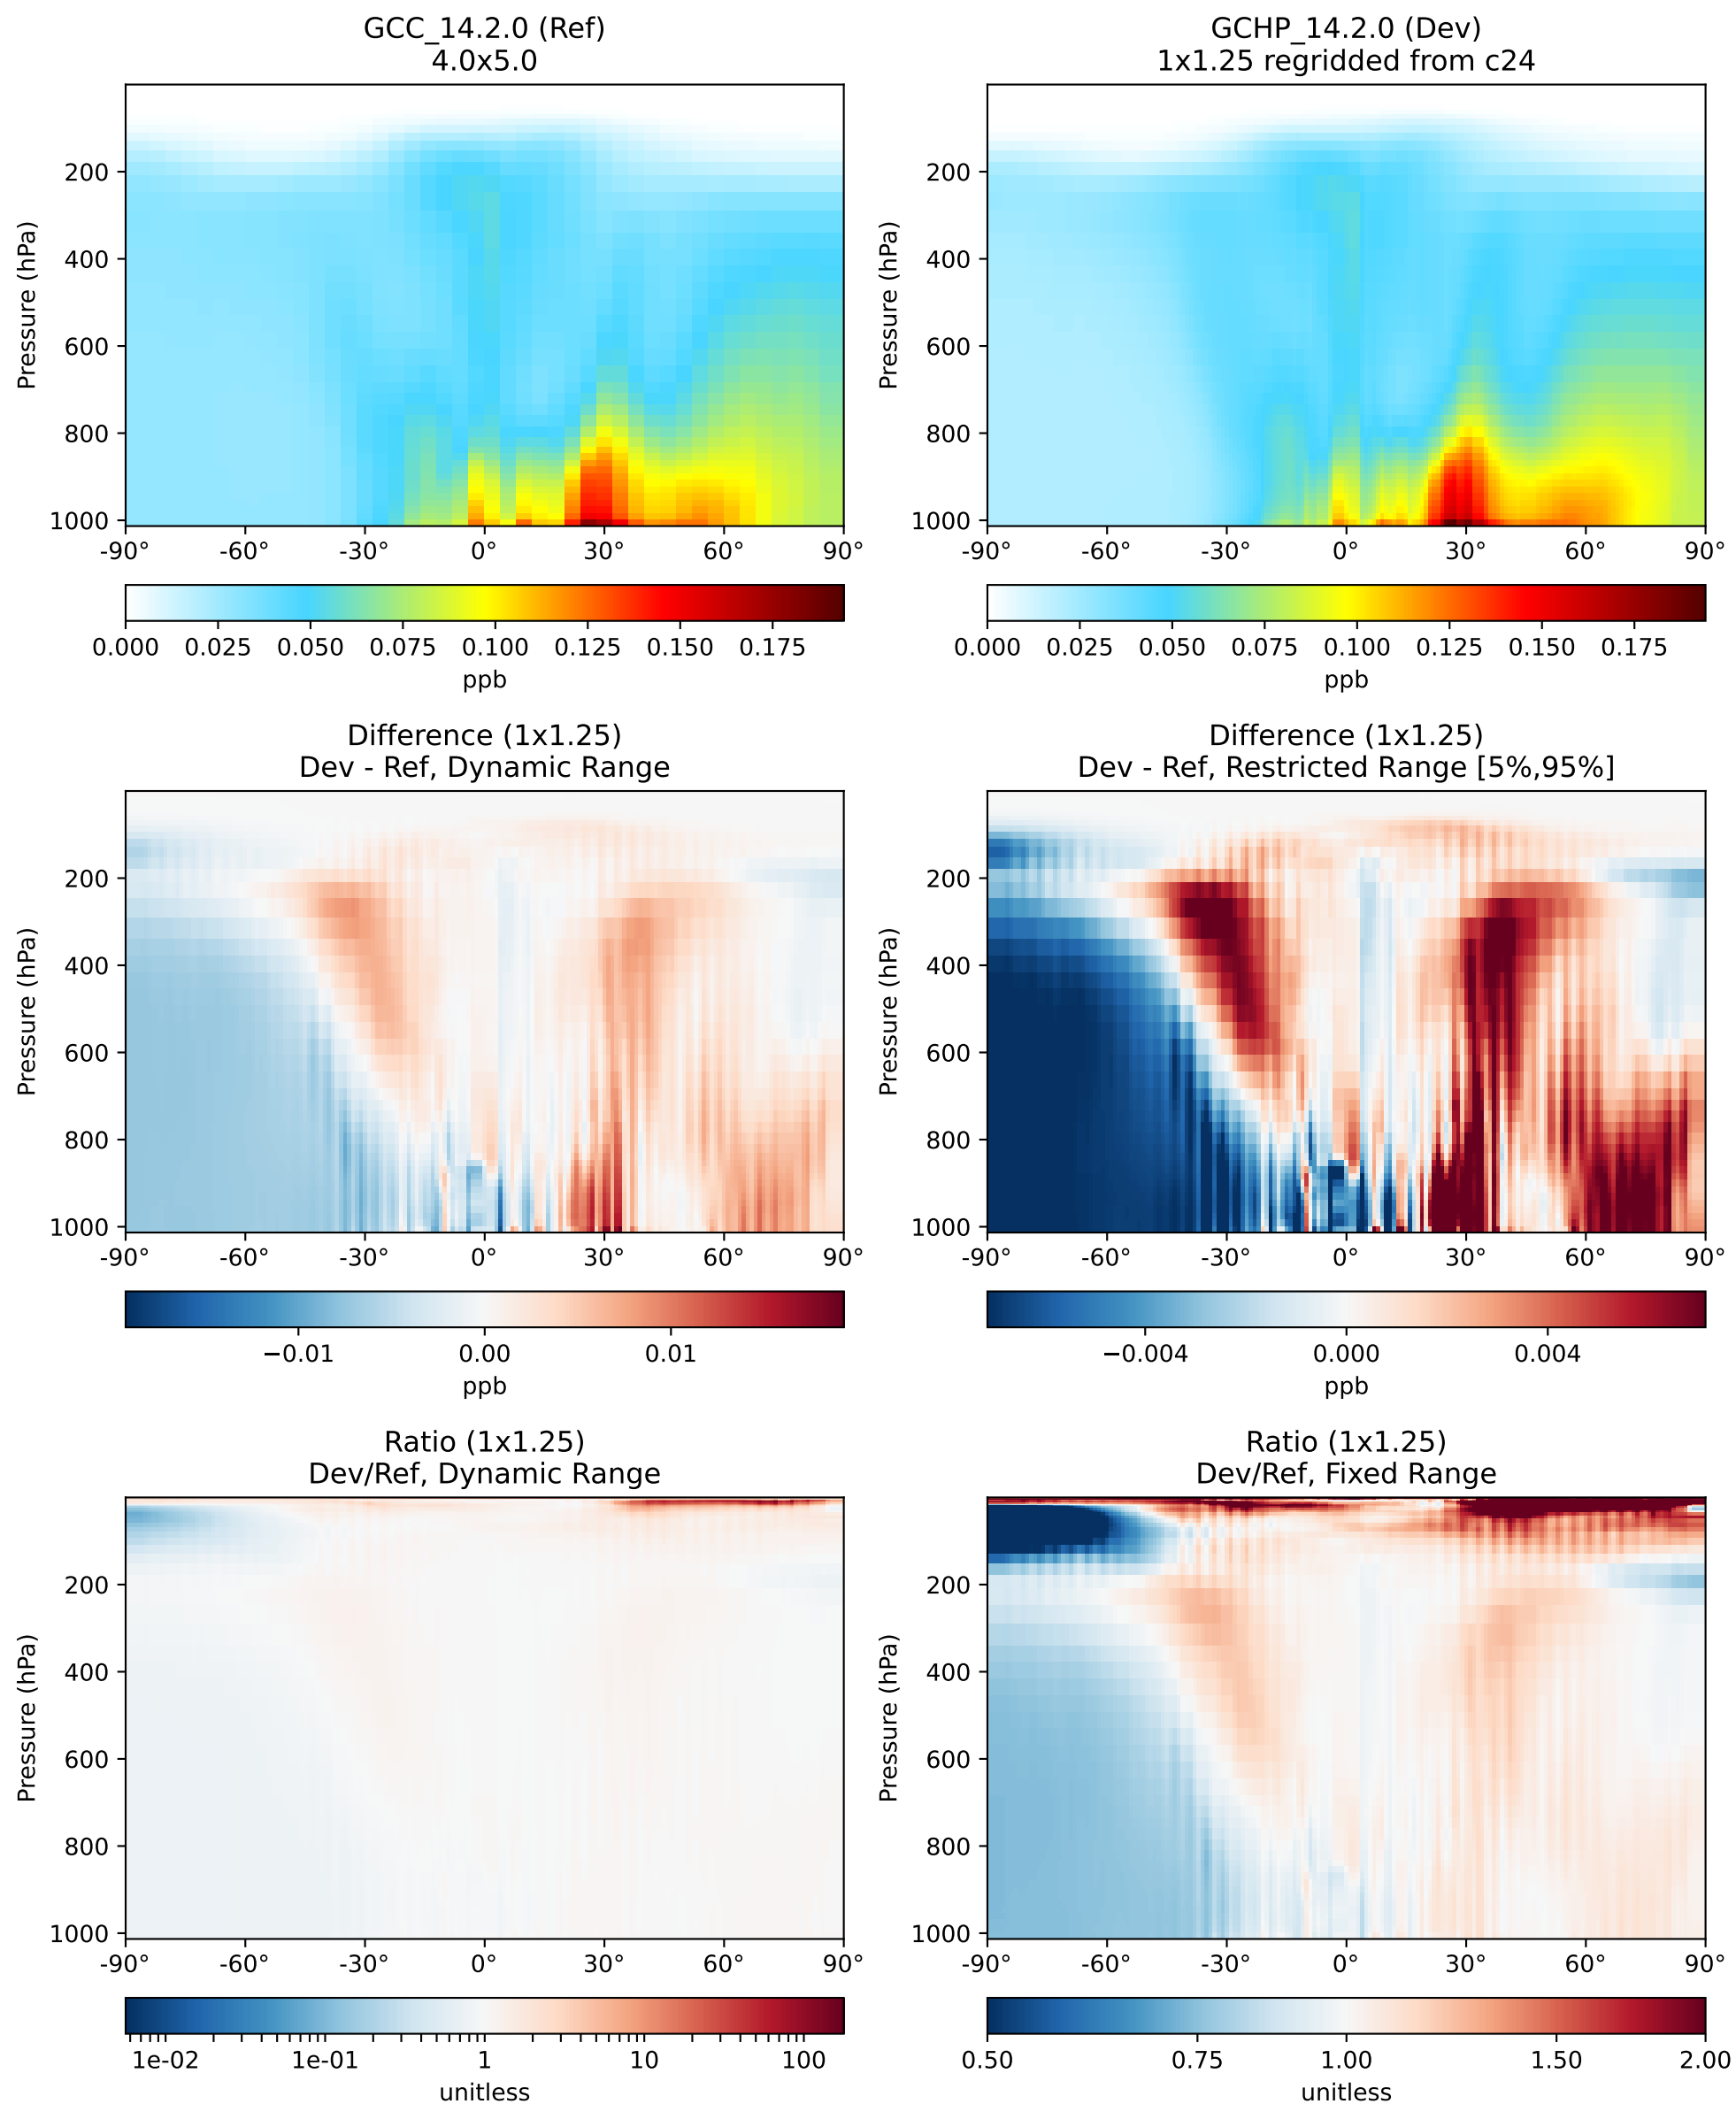 GCC_14.2.0 (Ref)
4.0x5.0
Pressure (hPa)
200
400
600
800
1000
-90° -60° -30° 0° 30° 60° 90°
0.000 0.025 0.050 0.075 0.100 0.125 0.150 0.175
ppb
GCHP_14.2.0 (Dev)
1x1.25 regridded from c24
Pressure (hPa)
200
400
600
800
1000
-90° -60° -30° 0° 30° 60° 90°
0.000 0.025 0.050 0.075 0.100 0.125 0.150 0.175
ppb
Difference (1x1.25)
Dev - Ref, Dynamic Range
Pressure (hPa)
200
400
600
800
1000
-90° -60° -30° 0° 30° 60° 90°
−0.01 0.00 0.01
ppb
Difference (1x1.25)
Dev - Ref, Restricted Range [5%,95%]
Pressure (hPa)
200
400
600
800
1000
-90° -60° -30° 0° 30° 60° 90°
−0.004 0.000 0.004
ppb
Ratio (1x1.25)
Dev/Ref, Dynamic Range
Pressure (hPa)
200
400
600
800
1000
-90° -60° -30° 0° 30° 60° 90°
1e-02 1e-01 1 10 100
unitless
Ratio (1x1.25)
Dev/Ref, Fixed Range
Pressure (hPa)
200
400
600
800
1000
-90° -60° -30° 0° 30° 60° 90°
0.50 0.75 1.00 1.50 2.00
unitless